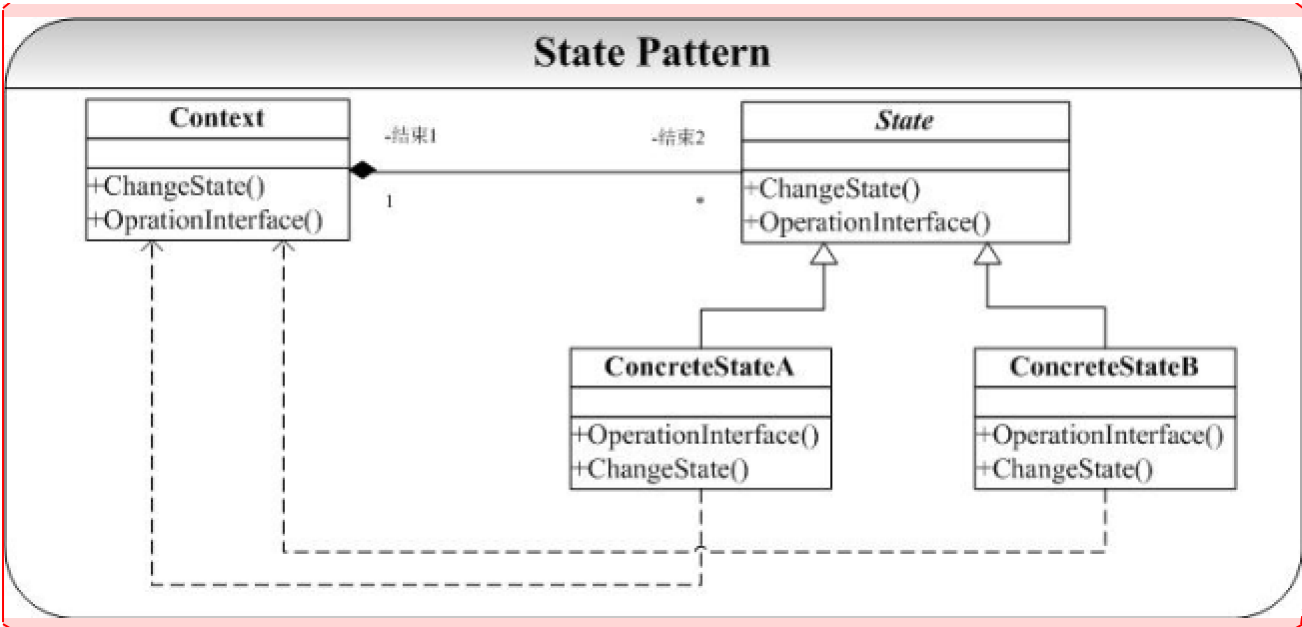 State Pattern
Context
+ChangeState()
+OprationInterface()
-结束1
-结束2
1
*
State
+ChangeState()
+OperationInterface()
ConcreteStateA
+OperationInterface()
+ChangeState()
ConcreteStateB
+OperationInterface()
+ChangeState()